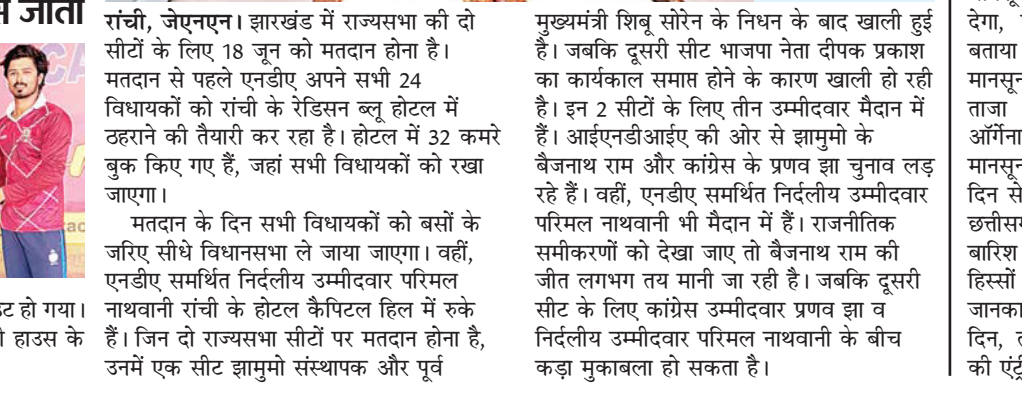 स जाता
रांची, जेएनएन। झारखंड में राज्यसभा की दो
सीटों के लिए 18 जून को मतदान होना है।
मतदान से पहले एनडीए अपने सभी 24
विधायकों को रांची के रेडिसन ब्लू होटल में
ठहराने की तैयारी कर रहा है। होटल में 32 कमरे
बुक किए गए हैं, जहां सभी विधायकों को रखा
जाएगा।
मतदान के दिन सभी विधायकों को बसों के
जरिए सीधे विधानसभा ले जाया जाएगा। वहीं,
एनडीए समर्थित निर्दलीय उम्मीदवार परिमल
नाथवानी रांची के होटल कैपिटल हिल में रुके
हैं। जिन दो राज्यसभा सीटों पर मतदान होना है,
उनमें एक सीट झामुमो संस्थापक और पूर्व
मुख्यमंत्री शिबू सोरेन के निधन के बाद खाली हुई
है। जबकि दूसरी सीट भाजपा नेता दीपक प्रकाश
का कार्यकाल समाप्त होने के कारण खाली हो रही
है। इन 2 सीटों के लिए तीन उम्मीदवार मैदान में
हैं। आईएनडीआईए की ओर से झामुमो के
बैजनाथ राम और कांग्रेस के प्रणव झा चुनाव लड़
रहे हैं। वहीं, एनडीए समर्थित निर्दलीय उम्मीदवार
परिमल नाथवानी भी मैदान में हैं। राजनीतिक
समीकरणों को देखा जाए तो बैजनाथ राम की
जीत लगभग तय मानी जा रही है। जबकि दूसरी
सीट के लिए कांग्रेस उम्मीदवार प्रणव झा व
निर्दलीय उम्मीदवार परिमल नाथवानी के बीच
कड़ा मुकाबला हो सकता है।
हो गया।
हाउस के
देगा,
बताया
मानसून
ताजा
मानसून
दिन से
बारिश
हिस्सों
दिन,
की एंट्री